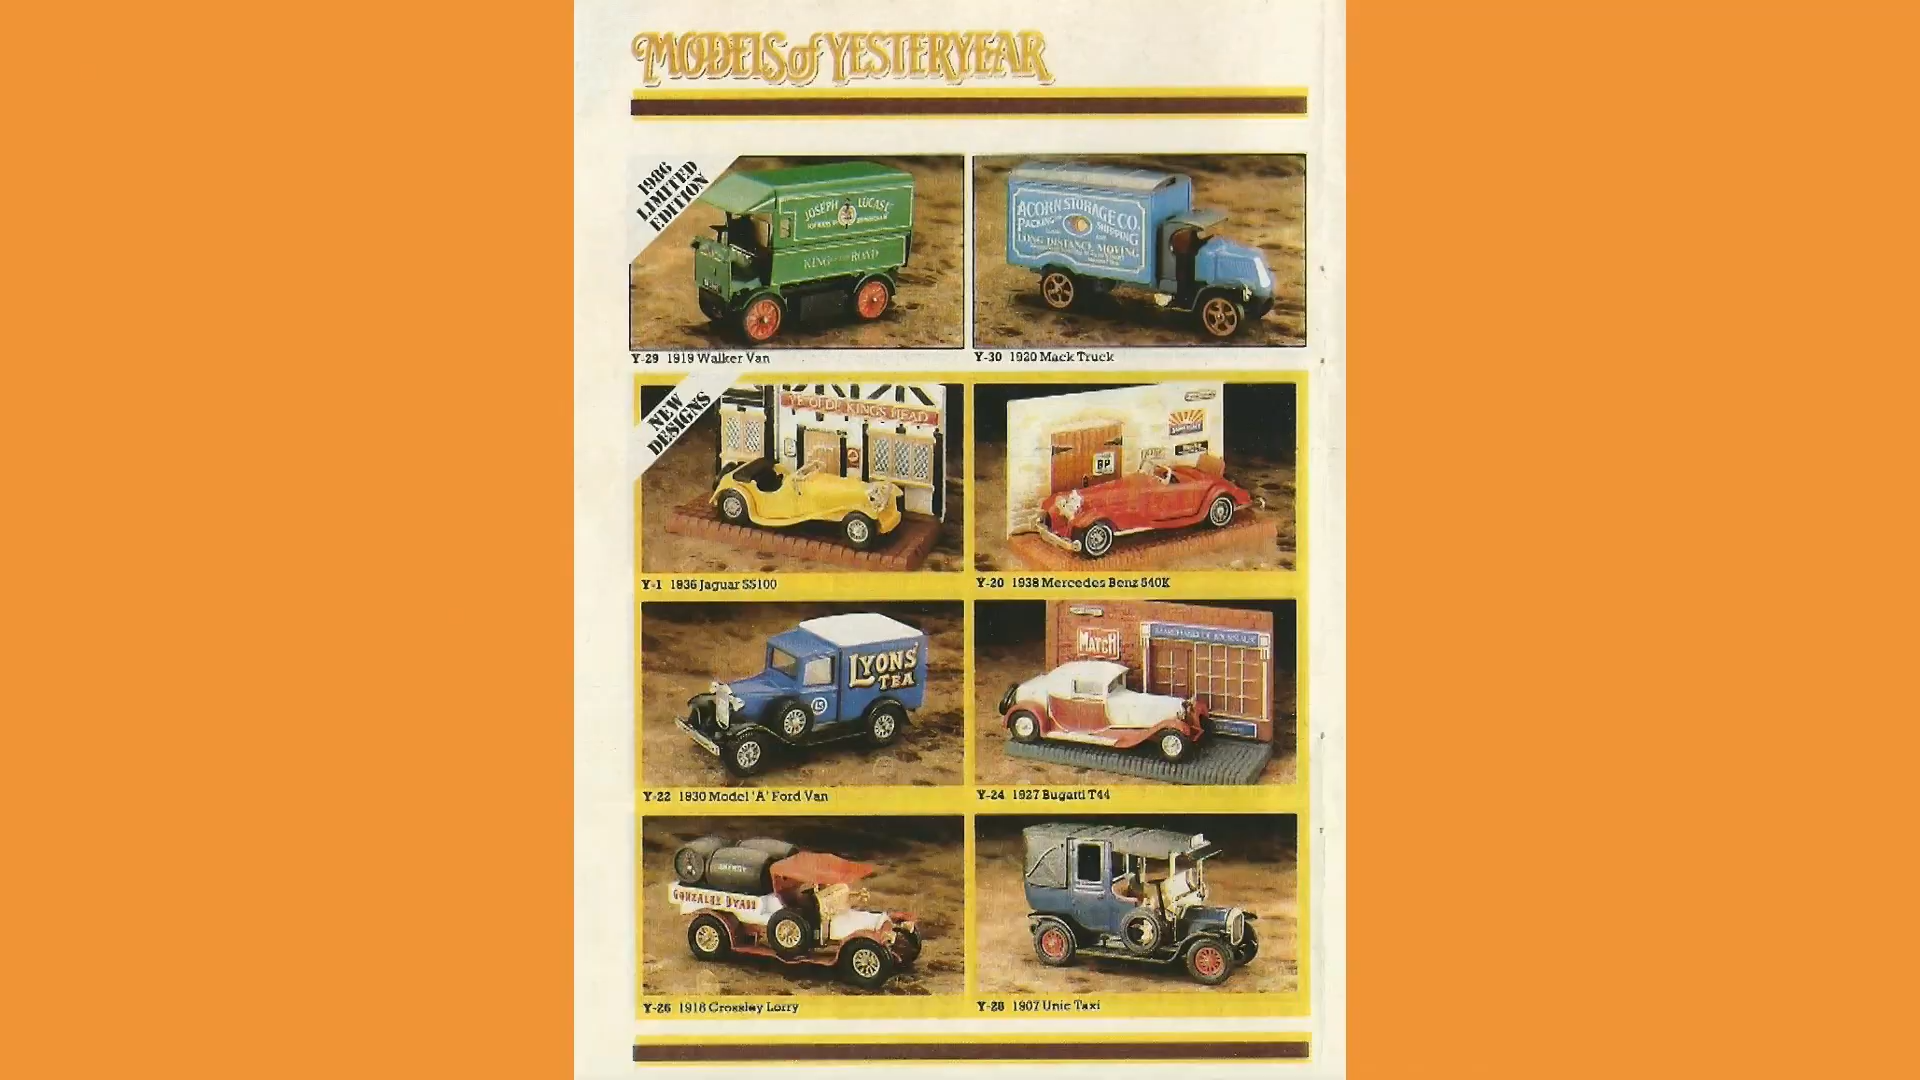 MODELS of YESTERYEAR
1986
LIMITED
EDITION
JOSEPH LUCAS
KING OF THE ROAD
Y-29 1919 Walker Van
ACORN STORAGE CO.
PACKING SHIPPING
LONG DISTANCE MOVING
Y-30 1920 Mack Truck
NEW
DESIGNS
YE OLDE KINGS HEAD
Y-1 1936 Jaguar SS100
BP
Y-20 1938 Mercedes Benz 540K
LYONS'
TEA
Y-22 1930 Model 'A' Ford Van
MATCH
Y-24 1927 Bugatti T44
GONZALEZ BYASS
Y-26 1918 Crossley Lorry
Y-28 1907 Unic Taxi